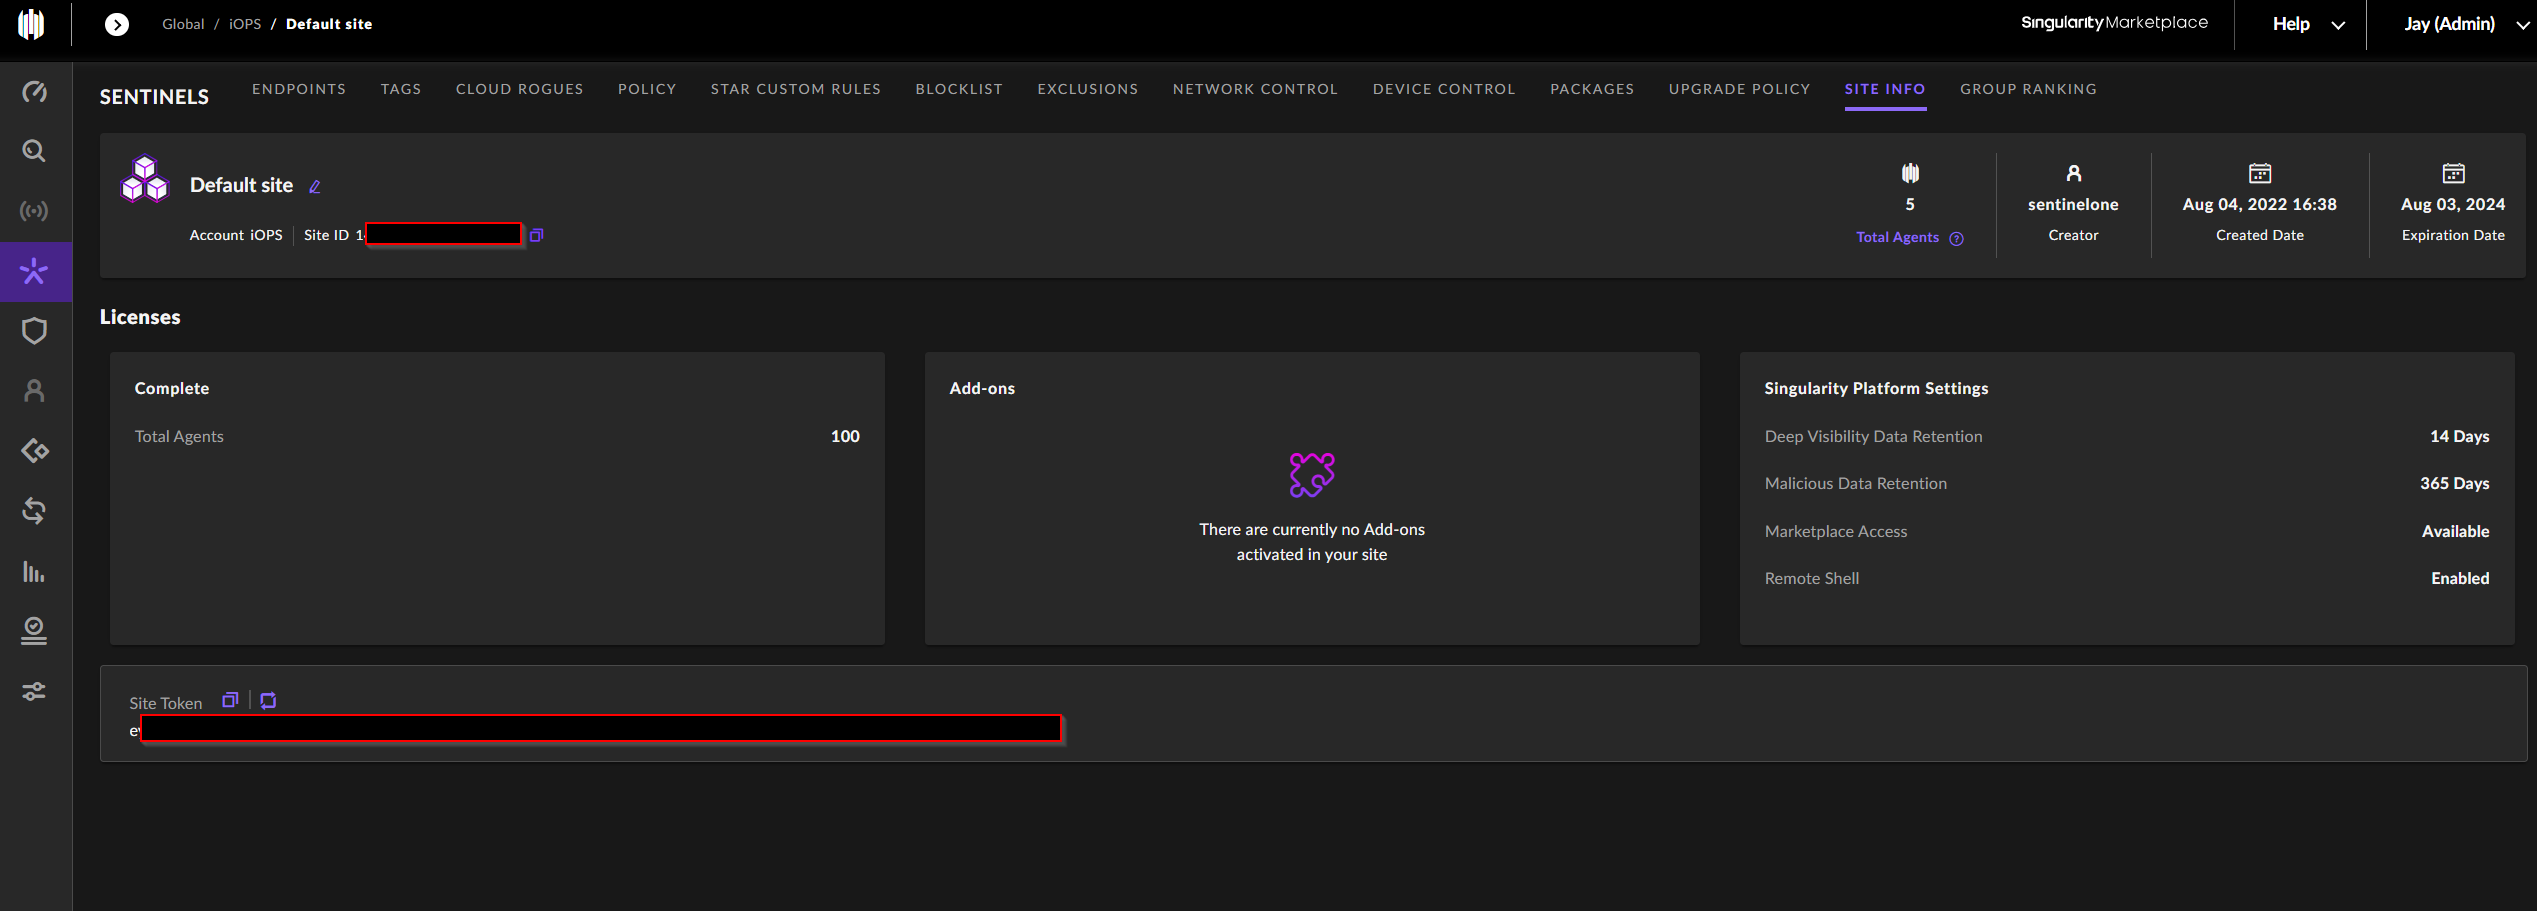 Global / iOPS / Default site
SingularityMarketplace
Help
Jay (Admin)
SENTINELS
ENDPOINTS
TAGS
CLOUD ROGUES
POLICY
STAR CUSTOM RULES
BLOCKLIST
EXCLUSIONS
NETWORK CONTROL
DEVICE CONTROL
PACKAGES
UPGRADE POLICY
SITE INFO
GROUP RANKING
Default site
Account iOPS
Site ID 1
5
Total Agents ?
sentinelone
Creator
Aug 04, 2022 16:38
Created Date
Aug 03, 2024
Expiration Date
Licenses
Complete
Total Agents 100
Add-ons
There are currently no Add-ons
activated in your site
Singularity Platform Settings
Deep Visibility Data Retention 14 Days
Malicious Data Retention 365 Days
Marketplace Access Available
Remote Shell Enabled
Site Token
e